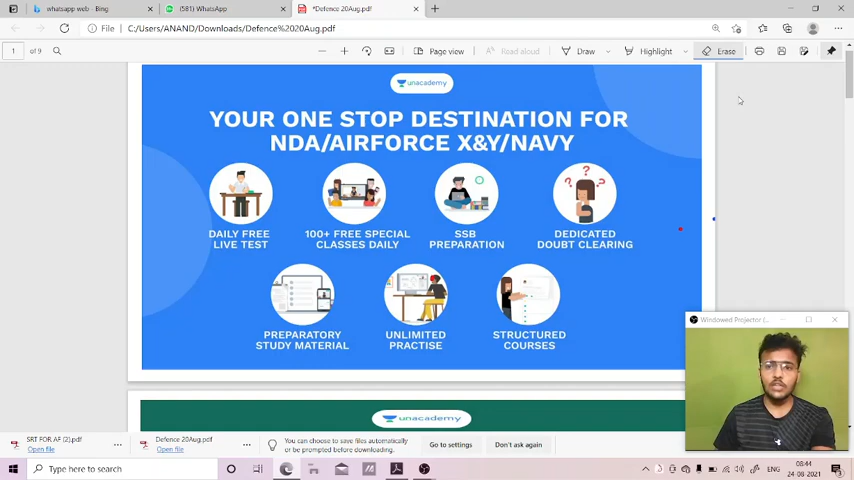 whatsapp web - Bing
(581) WhatsApp
*Defence 20Aug.pdf
File
C:/Users/ANAND/Downloads/Defence%2020Aug.pdf
1 of 9
Page view
Read aloud
Draw
Highlight
Erase
unacademy
YOUR ONE STOP DESTINATION FOR
NDA/AIRFORCE X&Y/NAVY
DAILY FREE
LIVE TEST
100+ FREE SPECIAL
CLASSES DAILY
SSB
PREPARATION
DEDICATED
DOUBT CLEARING
PREPARATORY
STUDY MATERIAL
UNLIMITED
PRACTISE
STRUCTURED
COURSES
Windowed Projector (...
unacademy
SRT FOR AF (2).pdf
Open file
Defence 20Aug.pdf
Open file
You can choose to save files automatically
or be prompted before downloading.
Go to settings
Don't ask again
Type here to search
ENG
08:44
24-08-2021